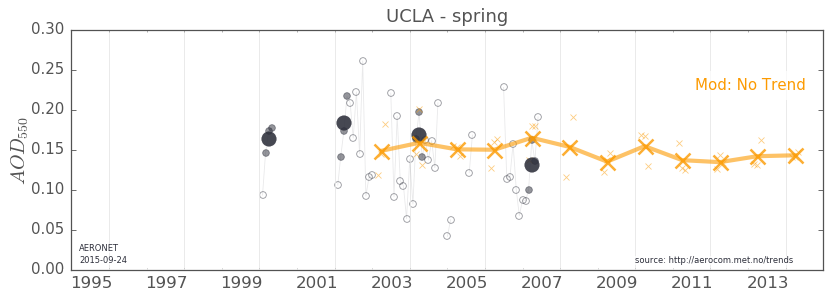 UCLA - spring
0.30
0.25
0.20
0.15
0.10
0.05
0.00
AOD550
Mod: No Trend
AERONET
2015-09-24
source: http://aerocom.met.no/trends
1995 1997 1999 2001 2003 2005 2007 2009 2011 2013